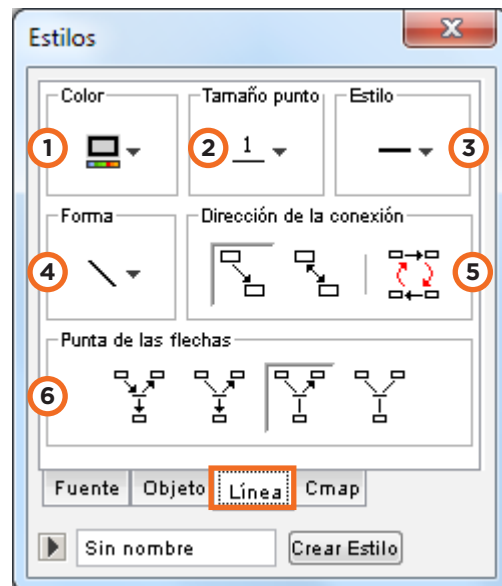 Estilos
Color
Tamaño punto
Estilo
1
2
1
3
Forma
Dirección de la conexión
4
5
Punta de las flechas
6
Fuente
Objeto
Línea
Cmap
Sin nombre
Crear Estilo